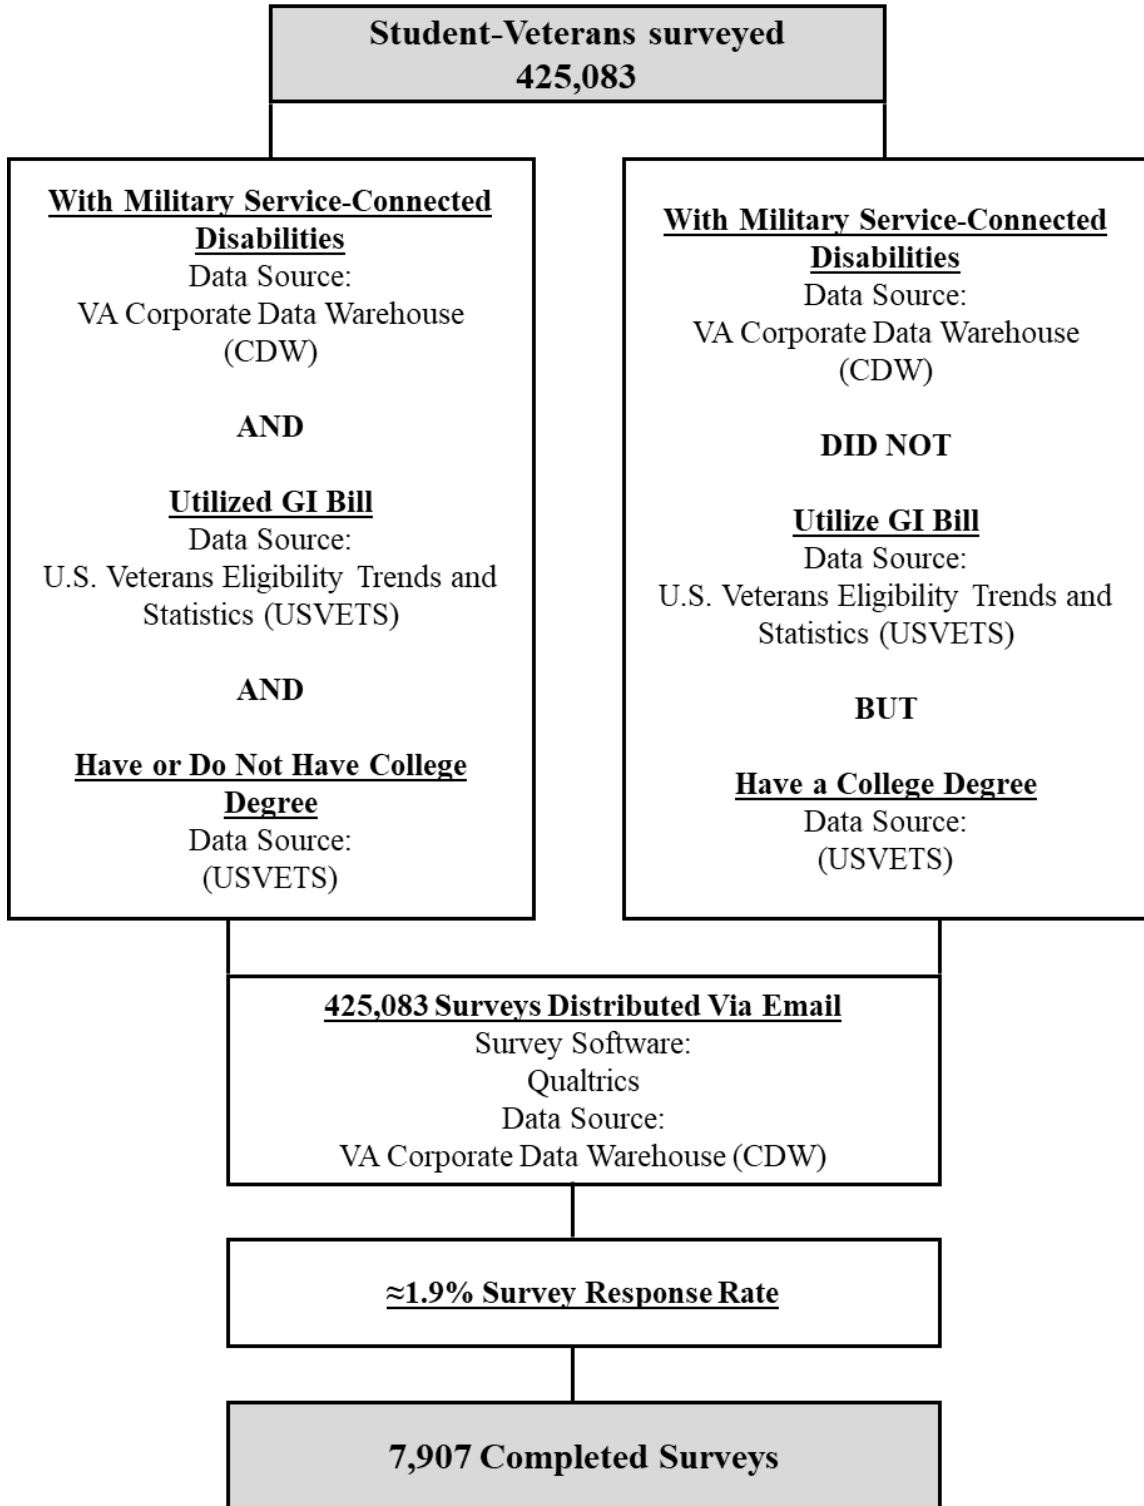 Student-Veterans surveyed
425,083
With Military Service-Connected
Disabilities
Data Source:
VA Corporate Data Warehouse
(CDW)
AND
Utilized GI Bill
Data Source:
U.S. Veterans Eligibility Trends and
Statistics (USVETS)
AND
Have or Do Not Have College
Degree
Data Source:
(USVETS)
With Military Service-Connected
Disabilities
Data Source:
VA Corporate Data Warehouse
(CDW)
DID NOT
Utilize GI Bill
Data Source:
U.S. Veterans Eligibility Trends and
Statistics (USVETS)
BUT
Have a College Degree
Data Source:
(USVETS)
425,083 Surveys Distributed Via Email
Survey Software:
Qualtrics
Data Source:
VA Corporate Data Warehouse (CDW)
≈1.9% Survey Response Rate
7,907 Completed Surveys